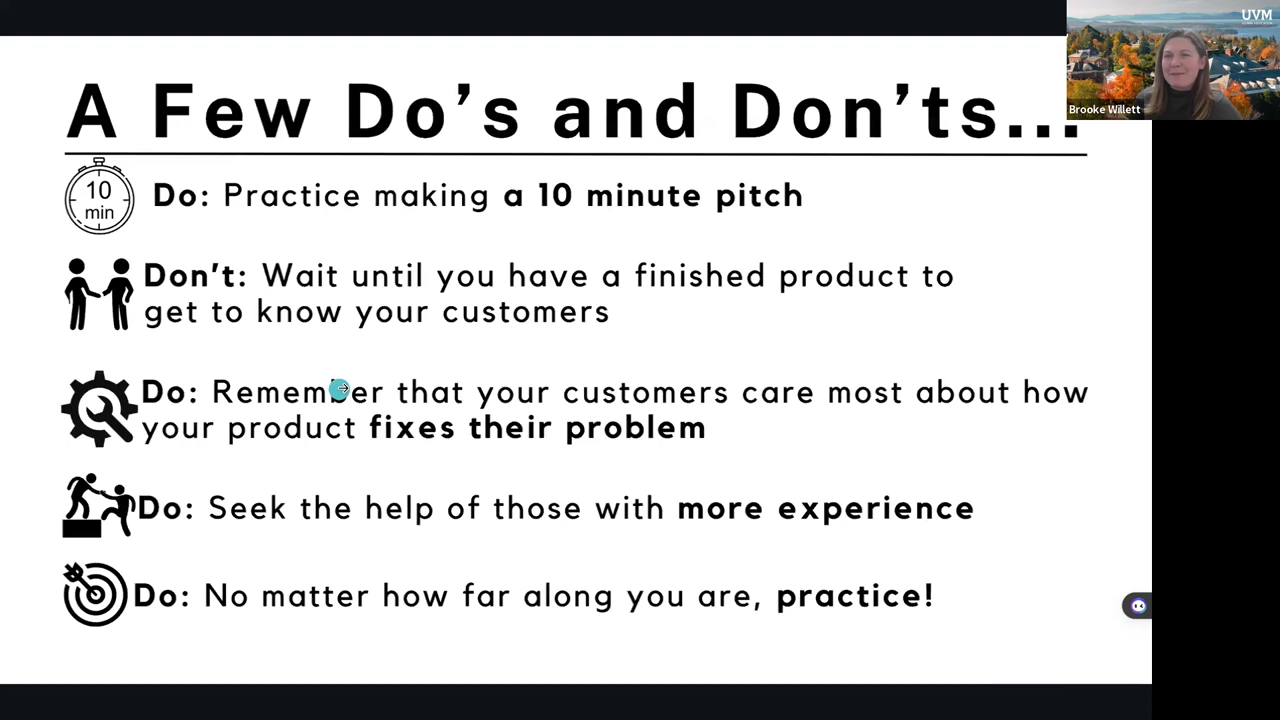 UVM
Brooke Willett
A Few Do’s and Don’ts...
10
min
Do: Practice making a 10 minute pitch
Don’t: Wait until you have a finished product to
get to know your customers
Do: Remember that your customers care most about how
your product fixes their problem
Do: Seek the help of those with more experience
Do: No matter how far along you are, practice!